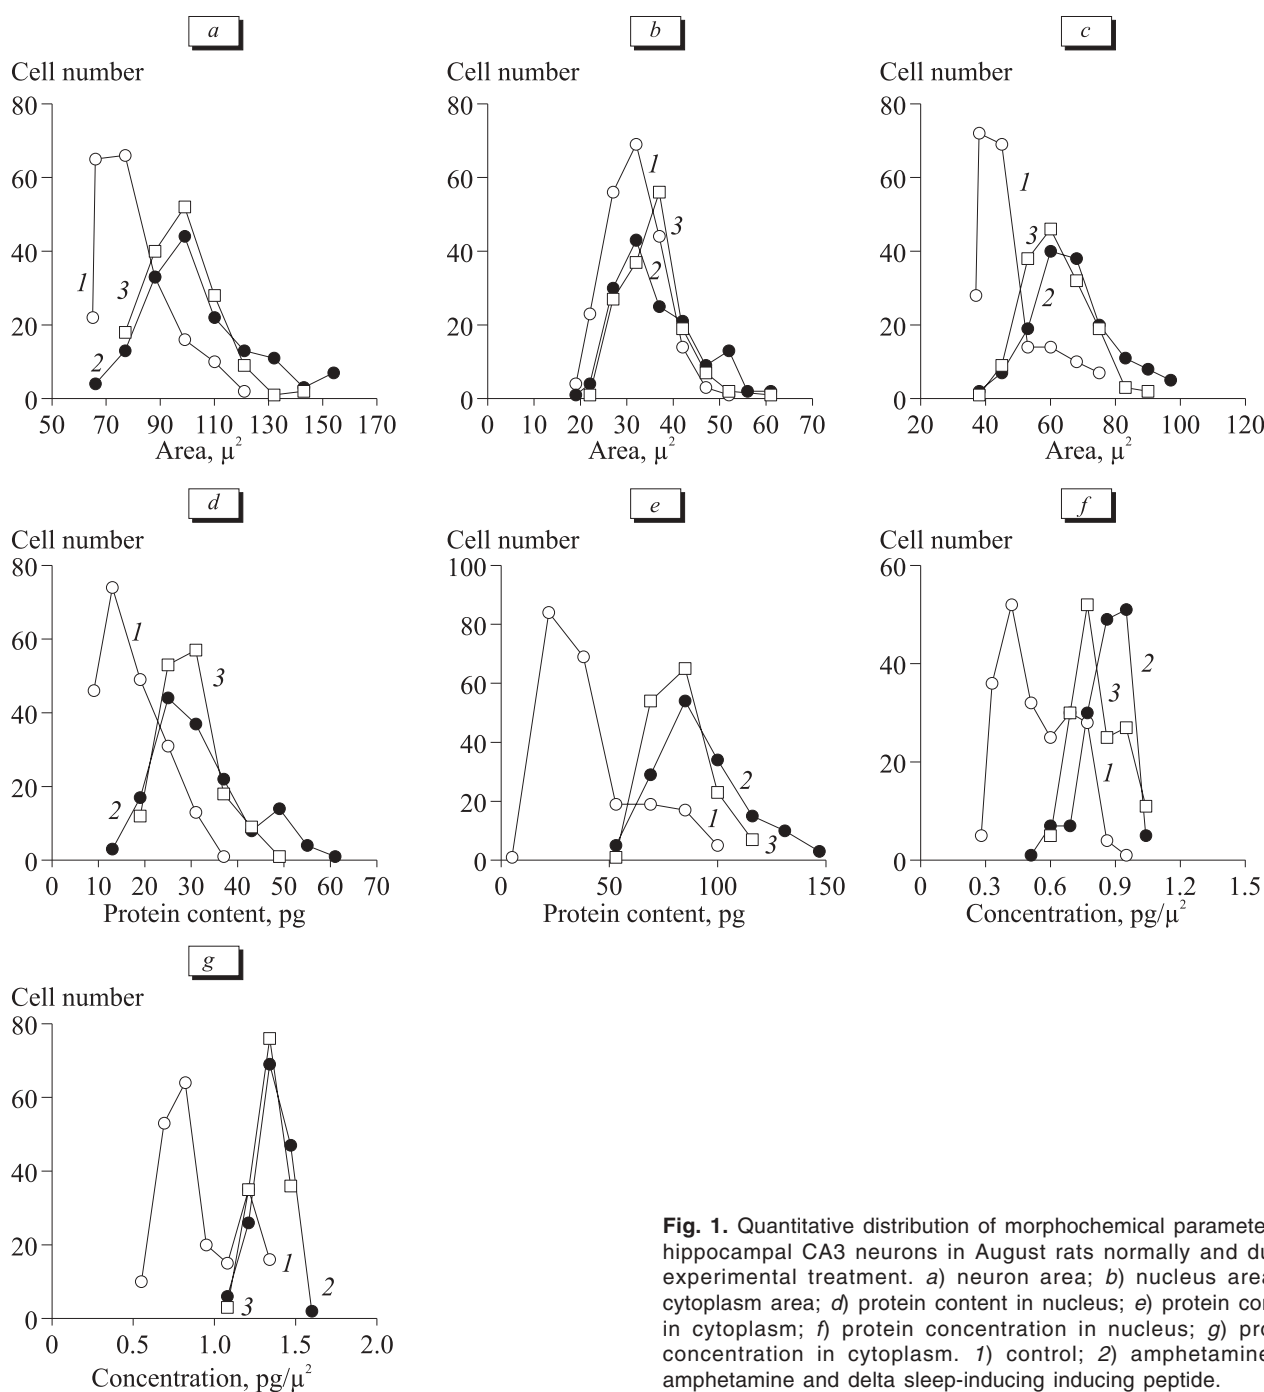 a b c
Cell number Cell number Cell number
80 80 80
60 60 60
40 40 40
20 20 20
0 0 0
1 2 3 1 2 3 1 2 3
50 70 90 110 130 150 170 0 10 20 30 40 50 60 70 20 40 60 80 100 120
Area, μ² Area, μ² Area, μ²
d e f
Cell number Cell number Cell number
80 100 60
60 80 40
40 60 20
20 40 0
0 20
0
1 2 3 1 2 3 1 2 3
0 10 20 30 40 50 60 70 0 50 100 150 0 0.3 0.6 0.9 1.2 1.5
Protein content, pg Protein content, pg Concentration, pg/μ²
g
Cell number
80
60
40
20
0
1 2 3
0 0.5 1.0 1.5 2.0
Concentration, pg/μ²
Fig. 1. Quantitative distribution of morphochemical paramete
hippocampal CA3 neurons in August rats normally and du
experimental treatment. a) neuron area; b) nucleus area
cytoplasm area; d) protein content in nucleus; e) protein co
in cytoplasm; f) protein concentration in nucleus; g) pro
concentration in cytoplasm. 1) control; 2) amphetamine
amphetamine and delta sleep-inducing inducing peptide.